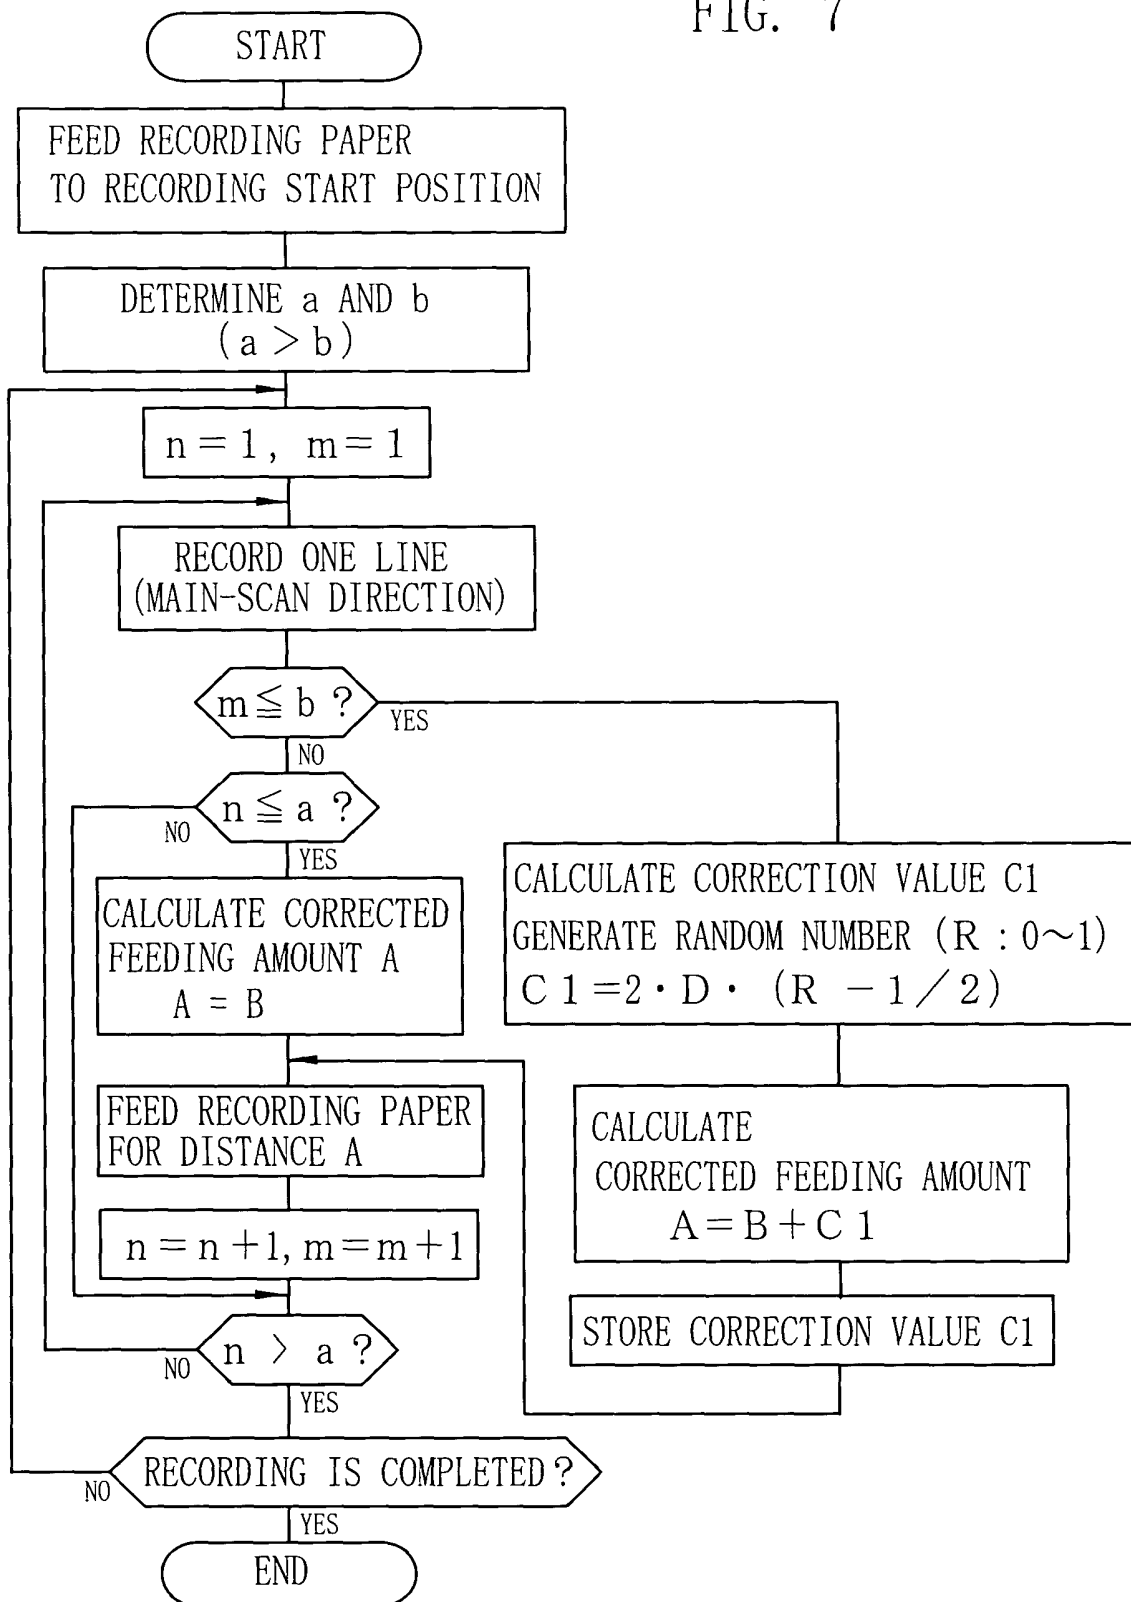 FIG. 7
START
FEED RECORDING PAPER
TO RECORDING START POSITION
DETERMINE a AND b
(a > b)
n = 1, m = 1
RECORD ONE LINE
(MAIN-SCAN DIRECTION)
m ≦ b ?
YES
NO
n ≦ a ?
NO
YES
CALCULATE CORRECTED
FEEDING AMOUNT A
A = B
CALCULATE CORRECTION VALUE C1
GENERATE RANDOM NUMBER (R : 0~1)
C 1 = 2 · D · (R - 1 / 2)
FEED RECORDING PAPER
FOR DISTANCE A
CALCULATE
CORRECTED FEEDING AMOUNT
A = B + C 1
n = n + 1, m = m + 1
STORE CORRECTION VALUE C1
n > a ?
NO
YES
RECORDING IS COMPLETED ?
NO
YES
END